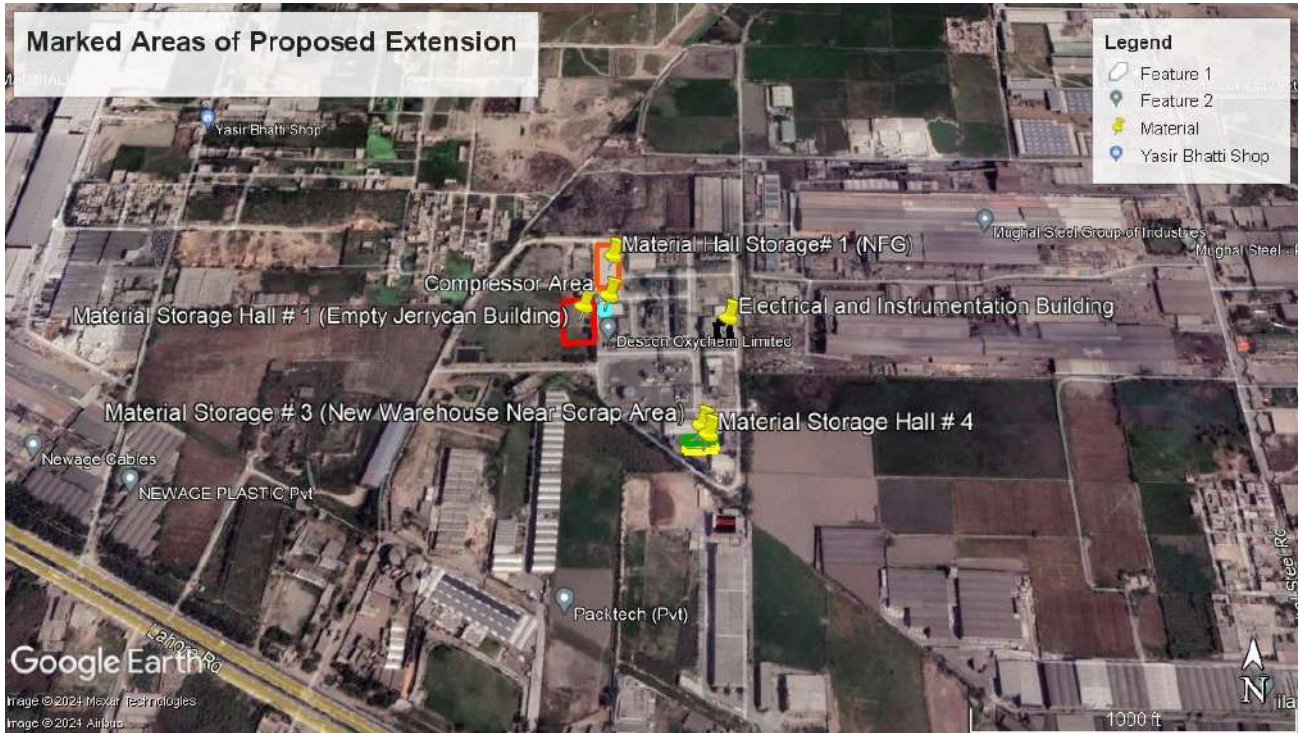 Marked Areas of Proposed Extension
Legend
Feature 1
Feature 2
Material
Yasir Bhatti Shop
Yasir Bhatti Shop
Mughal Steel Group of Industries
Mughal Steel -
Material Hall Storage# 1 (NFG)
Compressor Area
Material Storage Hall # 1 (Empty Jerrycan Building)
Electrical and Instrumentation Building
Descon Oxychem Limited
Material Storage # 3 (New Warehouse Near Scrap Area)
Material Storage Hall # 4
Newage Cables
NEWAGE PLASTIC Pvt
Packtech (Pvt)
Lahore Rd
Steel Rd
Google Earth
Image © 2024 Maxar Technologies
Image © 2024 Airbus
N
1000 ft